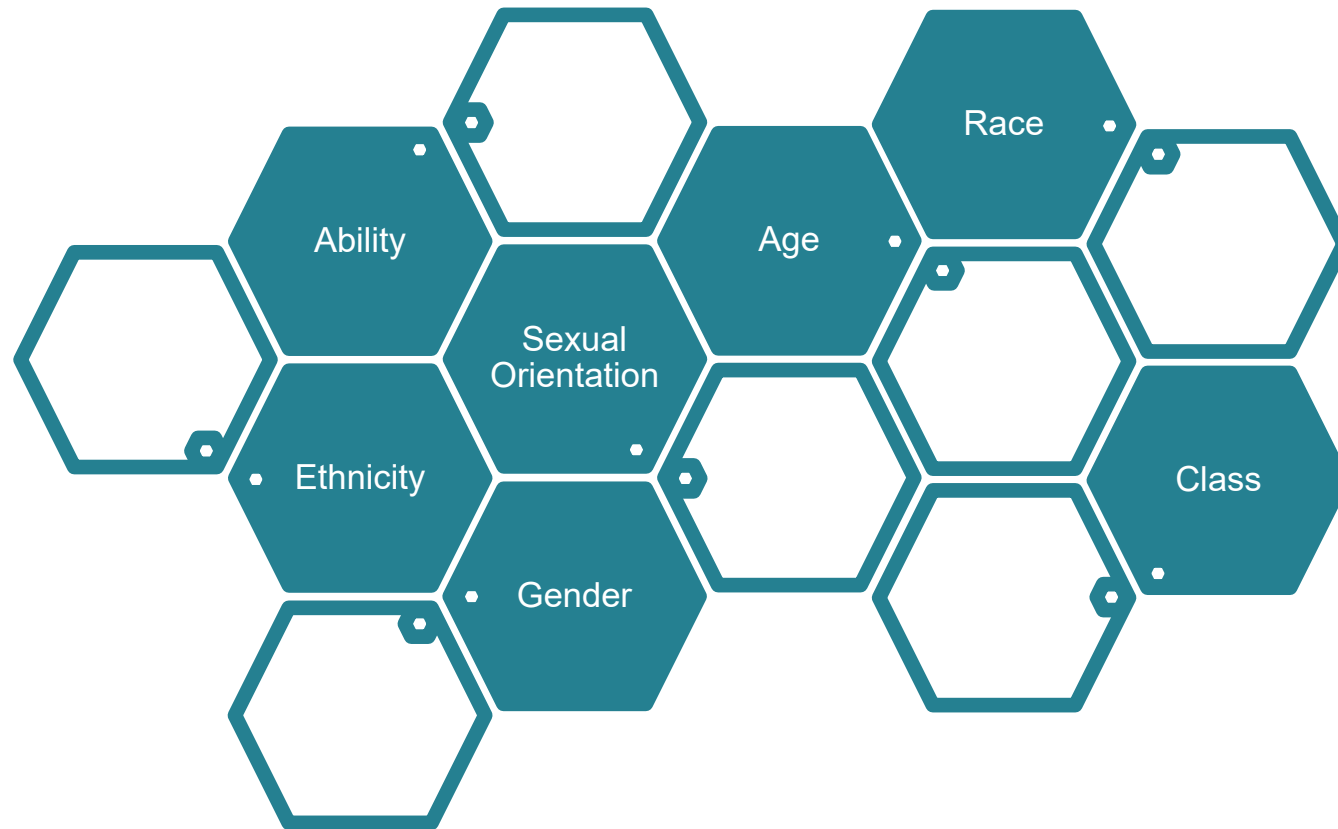 Race
Ability
Age
Sexual
Orientation
Ethnicity
Class
Gender